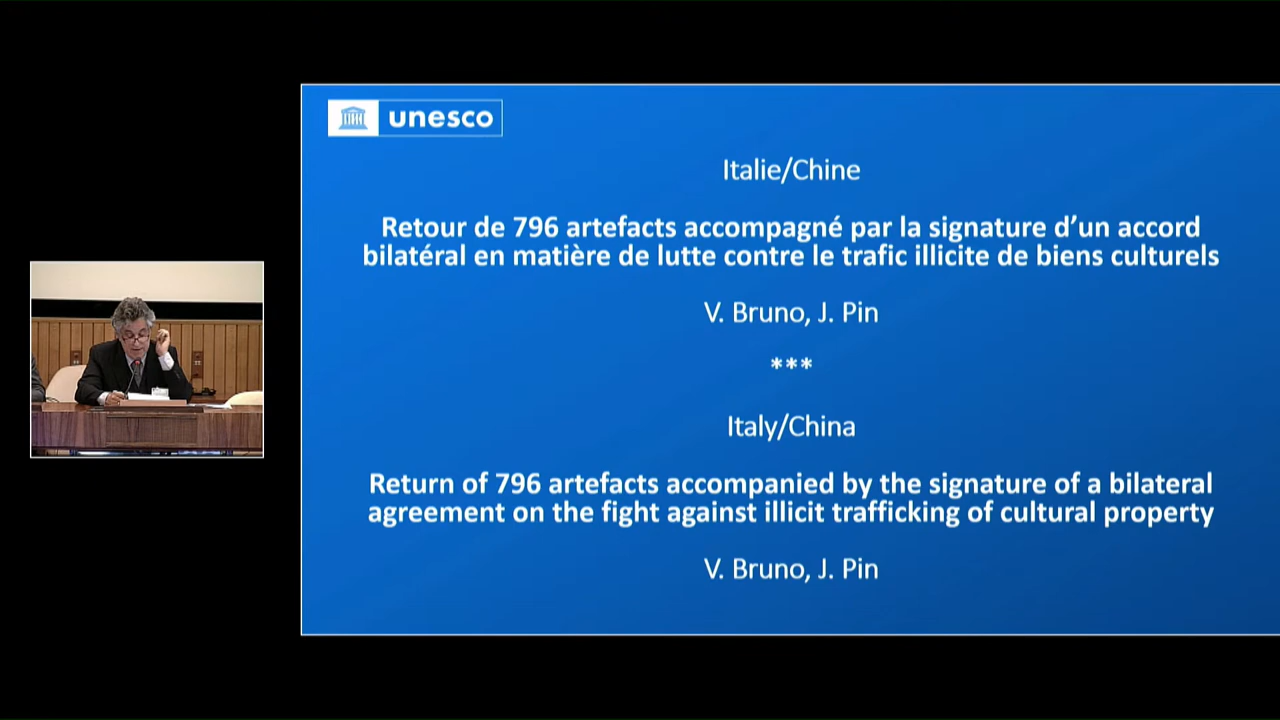 unesco
Italie/Chine
Retour de 796 artefacts accompagné par la signature d’un accord
bilatéral en matière de lutte contre le trafic illicite de biens culturels
V. Bruno, J. Pin
***
Italy/China
Return of 796 artefacts accompanied by the signature of a bilateral
agreement on the fight against illicit trafficking of cultural property
V. Bruno, J. Pin